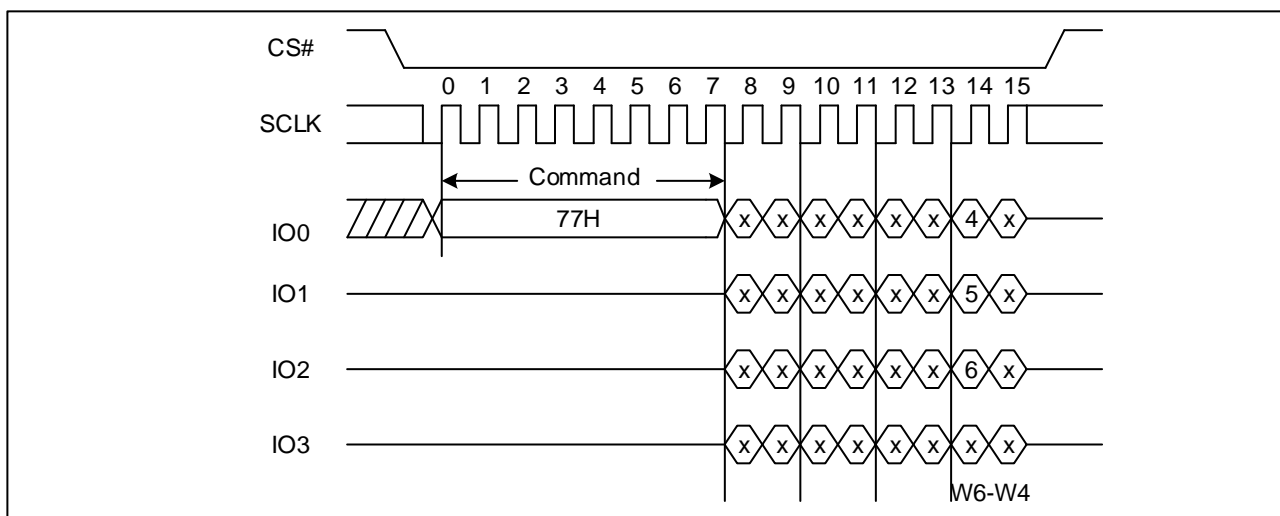 CS#
0 1 2 3 4 5 6 7 8 9 10 11 12 13 14 15
SCLK
Command
IO0 77H x x x x x x 4 x
IO1 x x x x x x 5 x
IO2 x x x x x x 6 x
IO3 x x x x x x x x
W6-W4